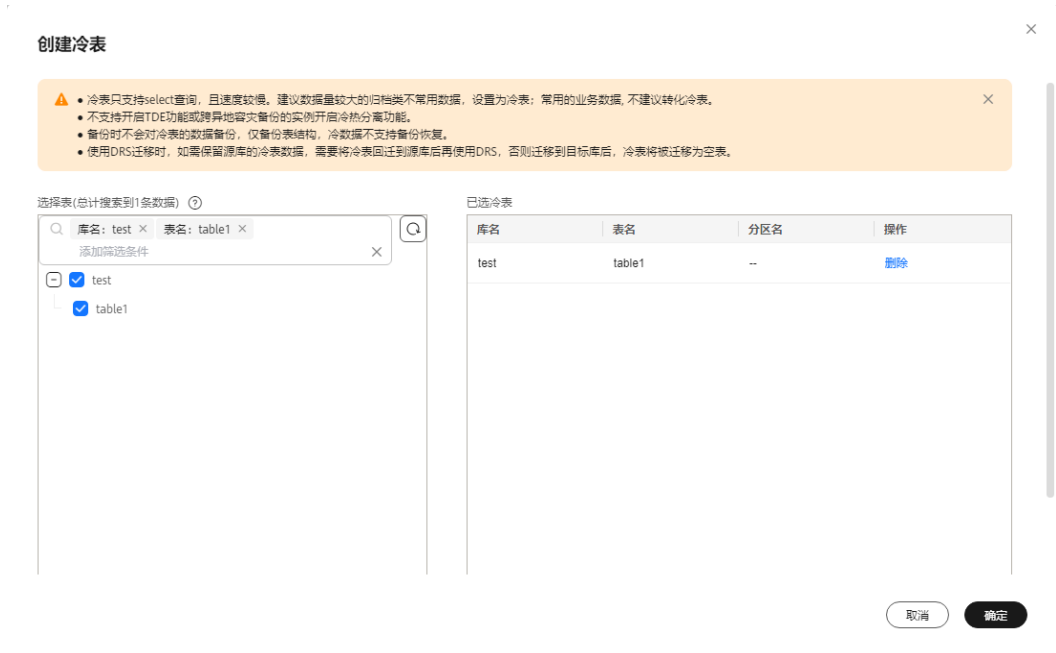 创建冷表
● 冷表只支持select查询，且速度较慢。建议数据量较大的归档类不常用数据，设置为冷表；常用的业务数据, 不建议转化冷表。
● 不支持开启TDE功能或跨异地容灾备份的实例开启冷热分离功能。
● 备份时不会对冷表的数据备份，仅备份表结构，冷数据不支持备份恢复。
● 使用DRS迁移时，如需保留源库的冷表数据，需要将冷表回迁到源库后再使用DRS，否则迁移到目标库后，冷表将被迁移为空表。
选择表(总计搜索到1条数据)
库名：test 表名：table1
添加筛选条件
test
table1
已选冷表
库名 表名 分区名 操作
test table1 -- 删除
取消 确定